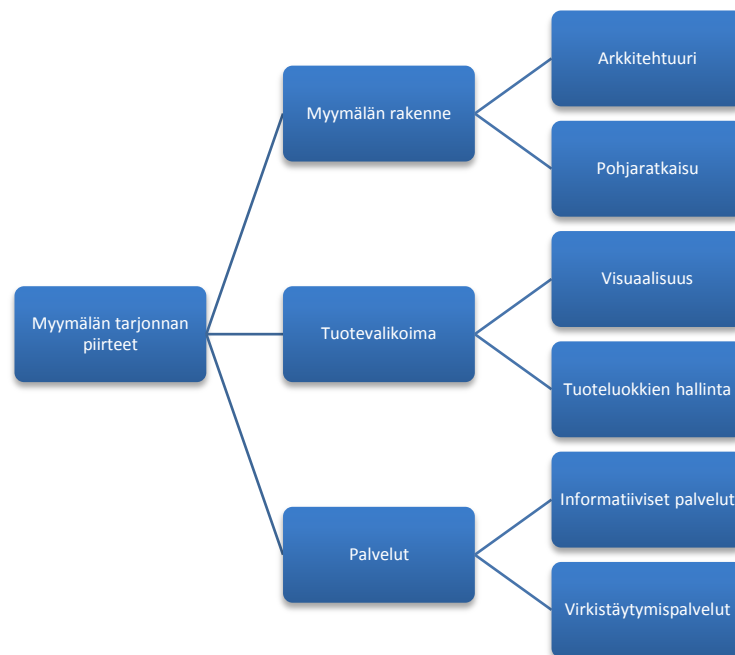 Arkkitehtuuri
Myymälän rakenne
Pohjaratkaisu
Visuaalisuus
Myymälän tarjonnan
piirteet
Tuotevalikoima
Tuoteluokkien hallinta
Informatiiviset palvelut
Palvelut
Virkistäytymispalvelut